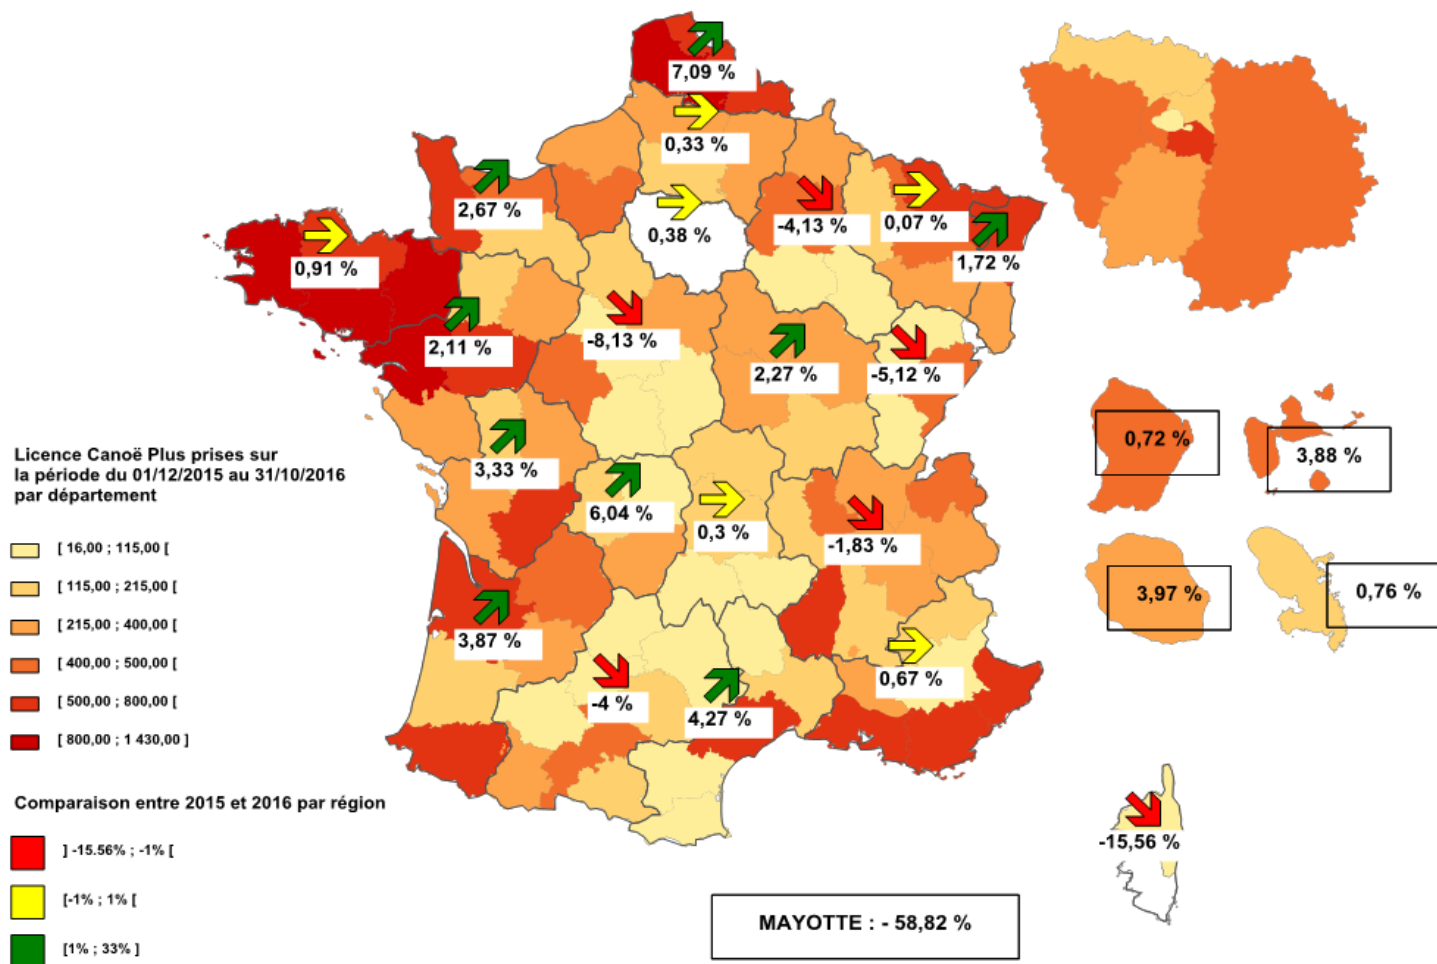 7,09 %
0,33 %
2,67 %
-4,13 %
0,07 %
0,38 %
1,72 %
0,91 %
2,11 %
-8,13 %
2,27 %
-5,12 %
3,33 %
6,04 %
0,3 %
-1,83 %
3,87 %
-4 %
4,27 %
0,67 %
0,72 %
3,88 %
3,97 %
0,76 %
-15,56 %
Licence Canoë Plus prises sur
la période du 01/12/2015 au 31/10/2016
par département
[ 16,00 ; 115,00 [
[ 115,00 ; 215,00 [
[ 215,00 ; 400,00 [
[ 400,00 ; 500,00 [
[ 500,00 ; 800,00 [
[ 800,00 ; 1 430,00 ]
Comparaison entre 2015 et 2016 par région
] -15.56% ; -1% [
[-1% ; 1% [
[1% ; 33% ]
MAYOTTE : - 58,82 %